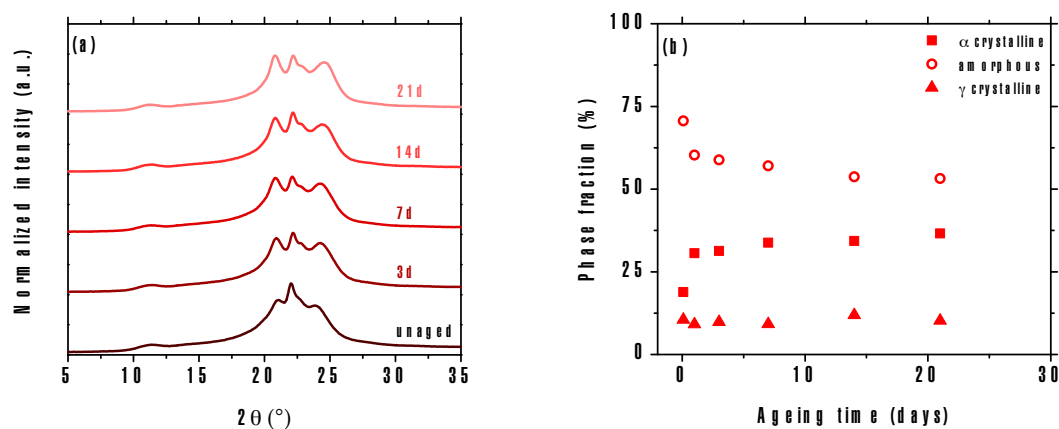 (a)
Normalized intensity (a.u.)
21d
14d
7d
3d
unaged
5 10 15 20 25 30 35
2θ (°)
(b)
α crystalline
amorphous
γ crystalline
Phase fraction (%)
100
75
50
25
0
0 10 20 30
Ageing time (days)